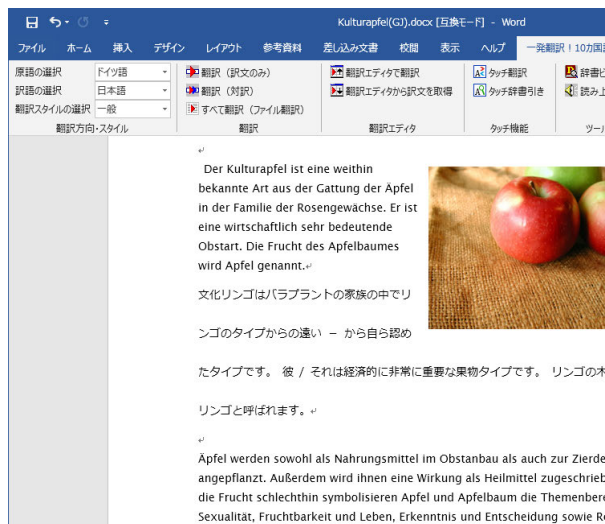 Kulturapfel(GJ).docx [互換モード] - Word
ファイル ホーム 挿入 デザイン レイアウト 参考資料 差し込み文書 校閲 表示 ヘルプ 一発翻訳！10カ国語
原語の選択 ドイツ語 翻訳（訳文のみ） 翻訳エディタで翻訳 タッチ翻訳
訳語の選択 日本語 翻訳（対訳） 翻訳エディタから訳文を取得 タッチ辞書引き 読み上
翻訳スタイルの選択 一般 すべて翻訳（ファイル翻訳）
翻訳方向・スタイル 翻訳 翻訳エディタ タッチ機能 ツール
Der Kulturapfel ist eine weithin
bekannte Art aus der Gattung der Äpfel
in der Familie der Rosengewächse. Er ist
eine wirtschaftlich sehr bedeutende
Obstart. Die Frucht des Apfelbaumes
wird Apfel genannt.
文化リンゴはバラプラントの家族の中でリ
ンゴのタイプからの遠い － から自ら認め
たタイプです。 彼 / それは経済的に非常に重要な果物タイプです。 リンゴの木
リンゴと呼ばれます。
Äpfel werden sowohl als Nahrungsmittel im Obstanbau als auch zur Zierde
angepflanzt. Außerdem wird ihnen eine Wirkung als Heilmittel zugeschrieb
die Frucht schlechthin symbolisieren Apfel und Apfelbaum die Themenbere
Sexualität, Fruchtbarkeit und Leben, Erkenntnis und Entscheidung sowie Re